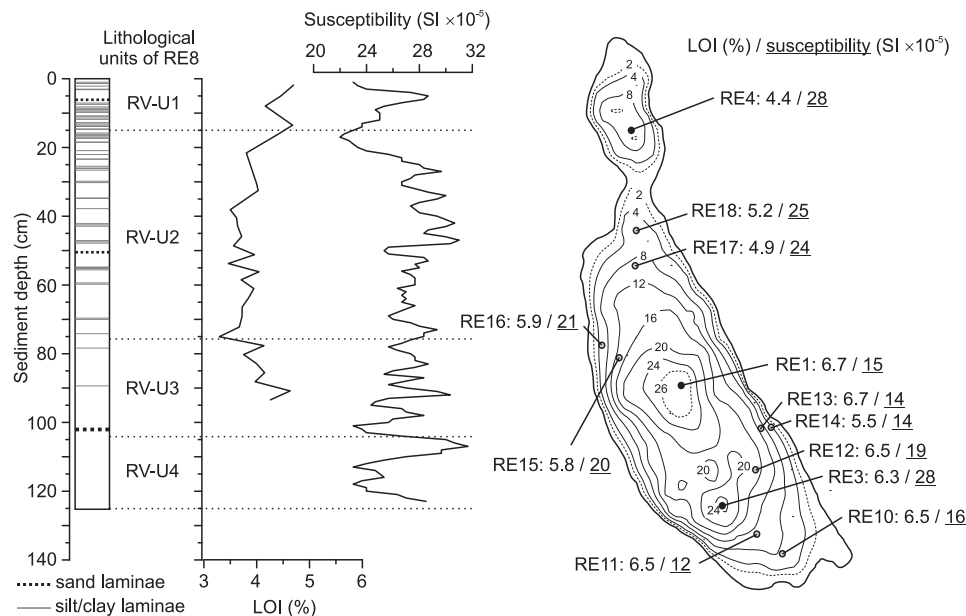 Susceptibility (SI ×10-5)
20 24 28 32
Lithological
units of RE8
LOI (%) / susceptibility (SI ×10-5)
Sediment depth (cm)
0
20
40
60
80
100
120
140
RV-U1
RV-U2
RV-U3
RV-U4
3 4 5 6
LOI (%)
sand laminae
silt/clay laminae
2
4
8
RE4: 4.4 / 28
2
4
RE18: 5.2 / 25
RE17: 4.9 / 24
8
12
16
RE16: 5.9 / 21
20
24
26
RE1: 6.7 / 15
RE13: 6.7 / 14
RE14: 5.5 / 14
RE12: 6.5 / 19
RE15: 5.8 / 20
20 20
RE3: 6.3 / 28
24
RE10: 6.5 / 16
RE11: 6.5 / 12